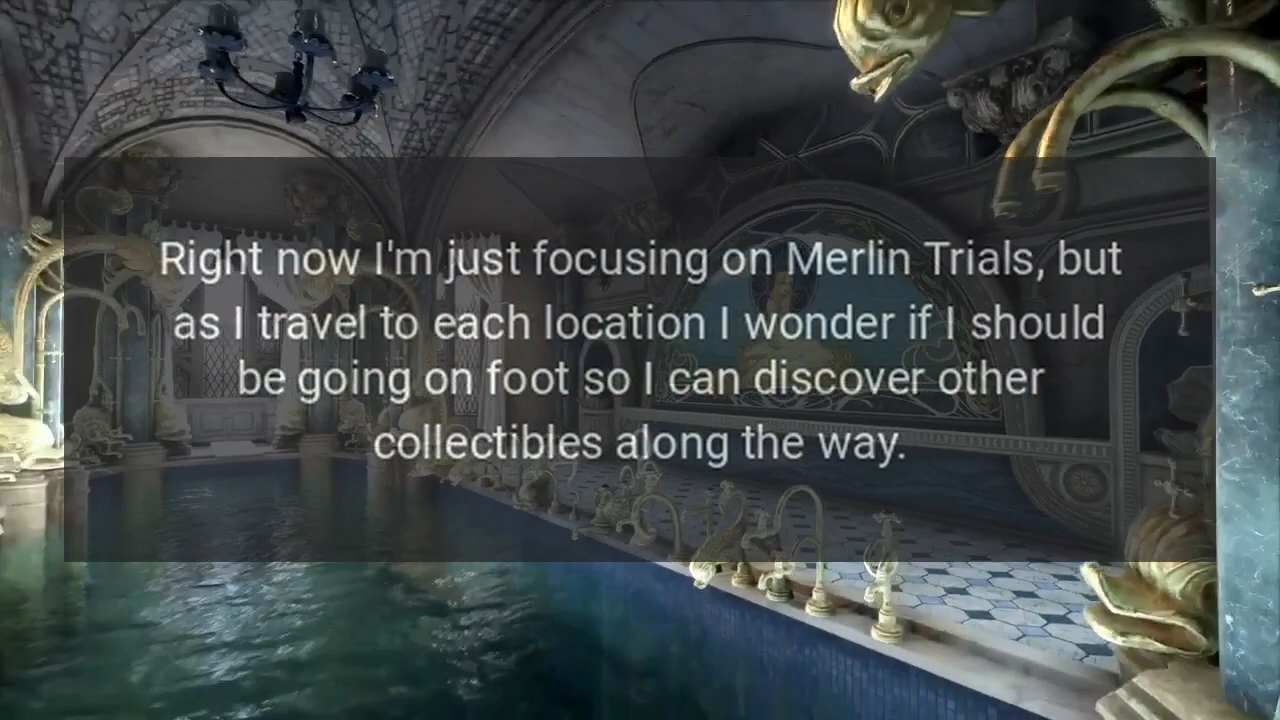 Right now I'm just focusing on Merlin Trials, but
as I travel to each location I wonder if I should
be going on foot so I can discover other
collectibles along the way.